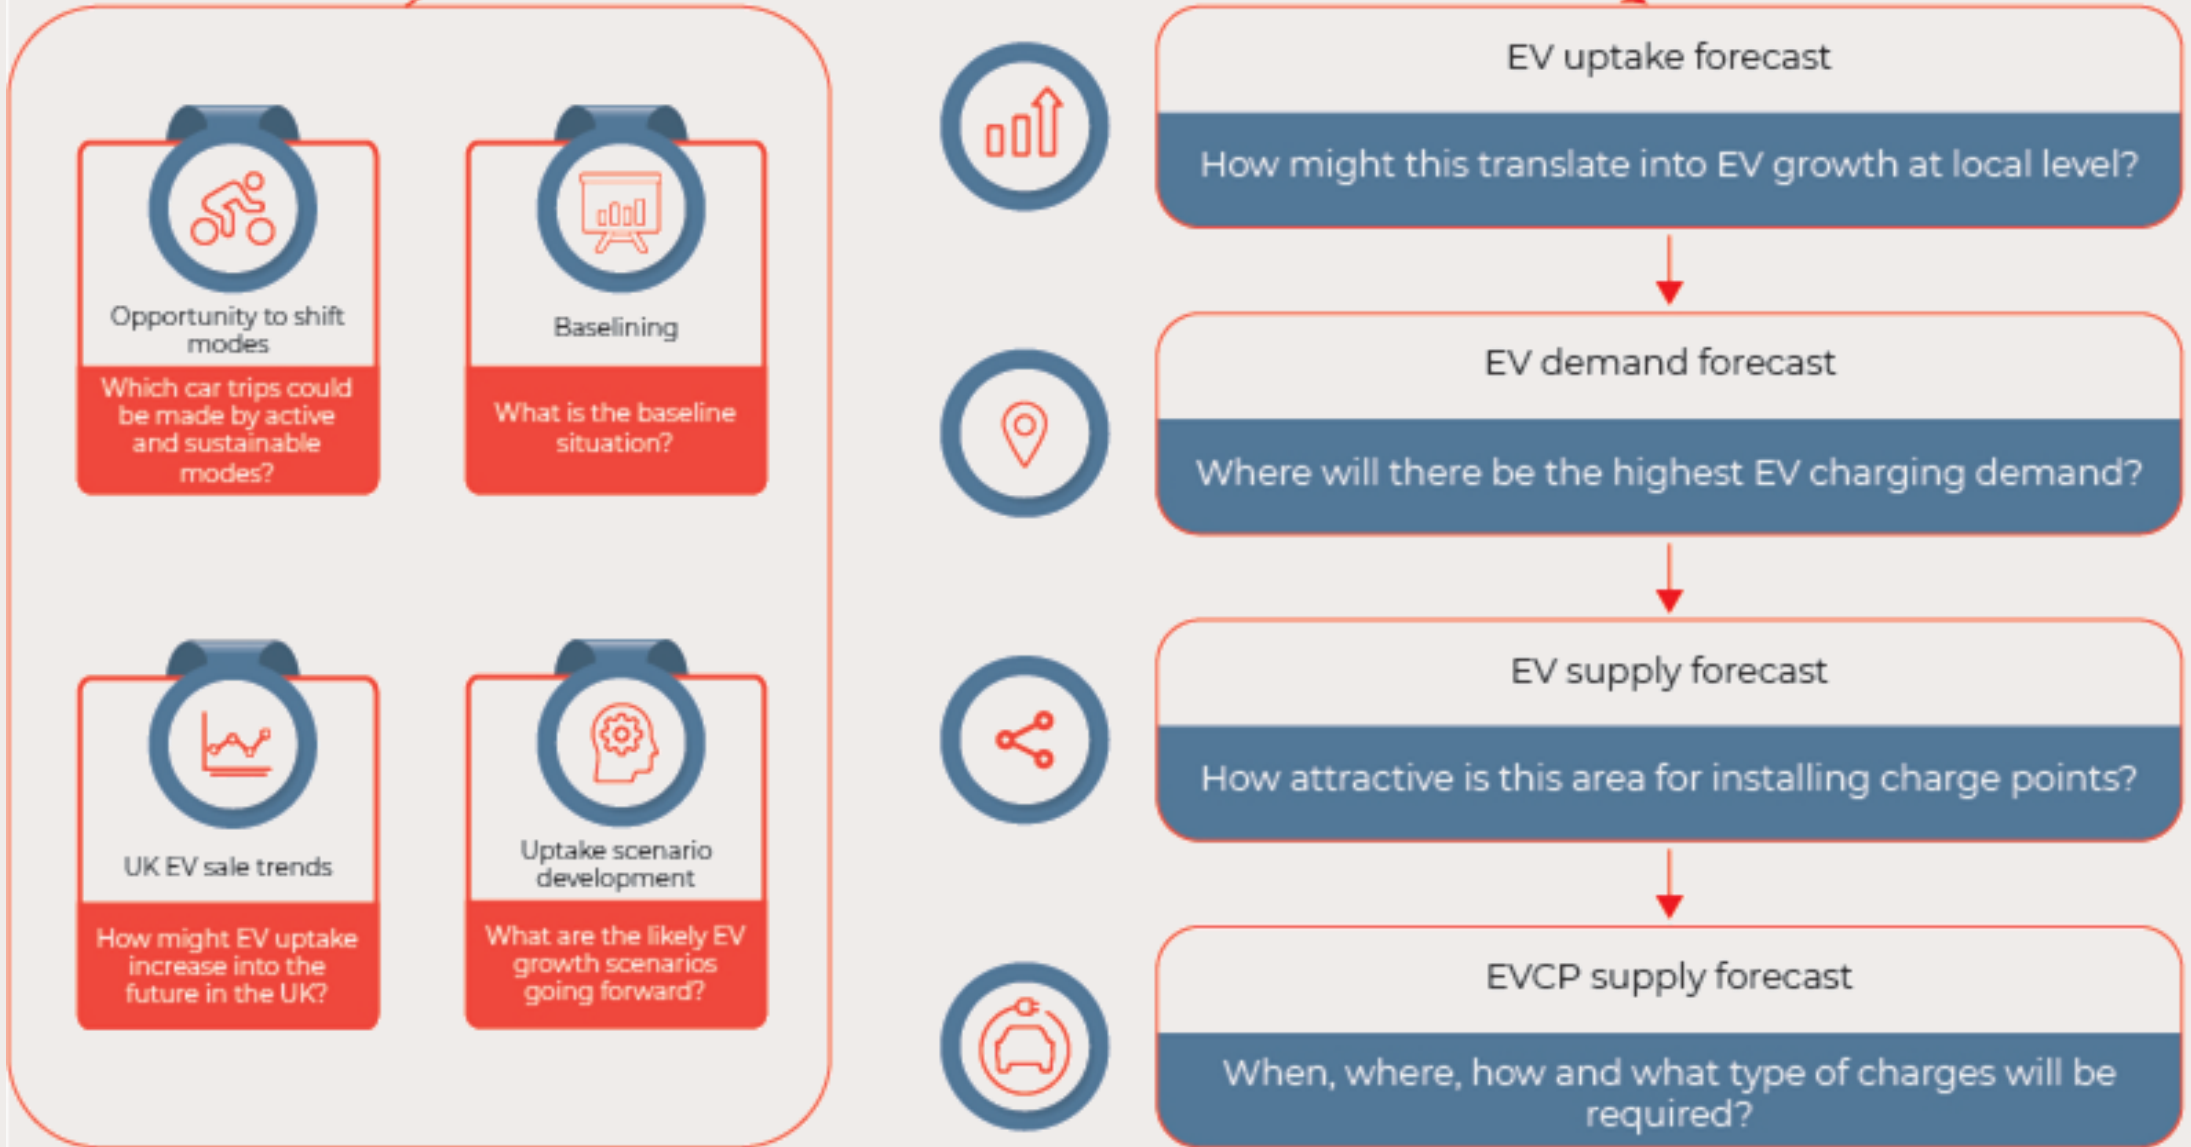 Opportunity to shift
modes
Which car trips could
be made by active
and sustainable
modes?
Baselining
What is the baseline
situation?
UK EV sale trends
How might EV uptake
increase into the
future in the UK?
Uptake scenario
development
What are the likely EV
growth scenarios
going forward?
EV uptake forecast
How might this translate into EV growth at local level?
EV demand forecast
Where will there be the highest EV charging demand?
EV supply forecast
How attractive is this area for installing charge points?
EVCP supply forecast
When, where, how and what type of charges will be
required?